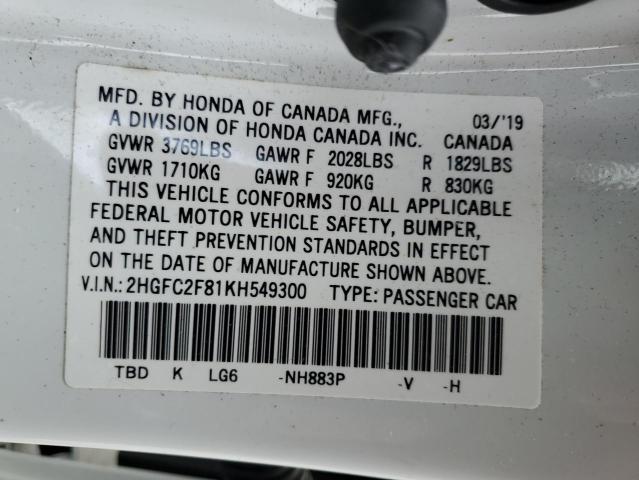 MFD. BY HONDA OF CANADA MFG., 03/'19
A DIVISION OF HONDA CANADA INC. CANADA
GVWR 3769LBS GAWR F 2028LBS R 1829LBS
GVWR 1710KG GAWR F 920KG R 830KG
THIS VEHICLE CONFORMS TO ALL APPLICABLE
FEDERAL MOTOR VEHICLE SAFETY, BUMPER,
AND THEFT PREVENTION STANDARDS IN EFFECT
ON THE DATE OF MANUFACTURE SHOWN ABOVE.
V.I.N.: 2HGFC2F81KH549300 TYPE: PASSENGER CAR
TBD K LG6 -NH883P -V -H